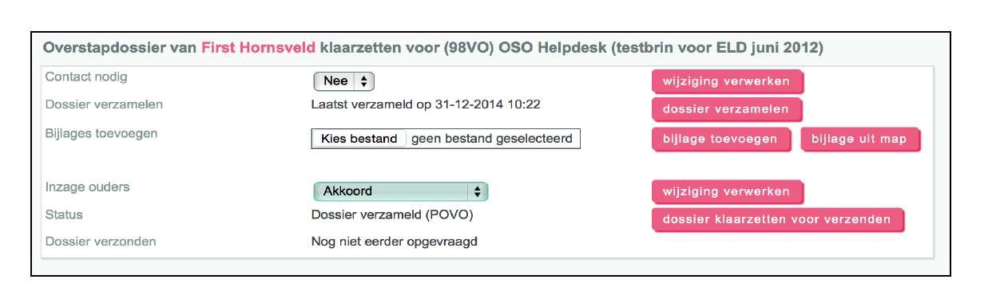 Overstapdossier van First Hornsveld klaarzetten voor (98VO) OSO Helpdesk (testbrin voor ELD juni 2012)
Contact nodig Nee wijziging verwerken
Dossier verzamelen Laatst verzameld op 31-12-2014 10:22 dossier verzamelen
Bijlages toevoegen Kies bestand geen bestand geselecteerd bijlage toevoegen bijlage uit map
Inzage ouders Akkoord wijziging verwerken
Status Dossier verzameld (POVO) dossier klaarzetten voor verzenden
Dossier verzonden Nog niet eerder opgevraagd